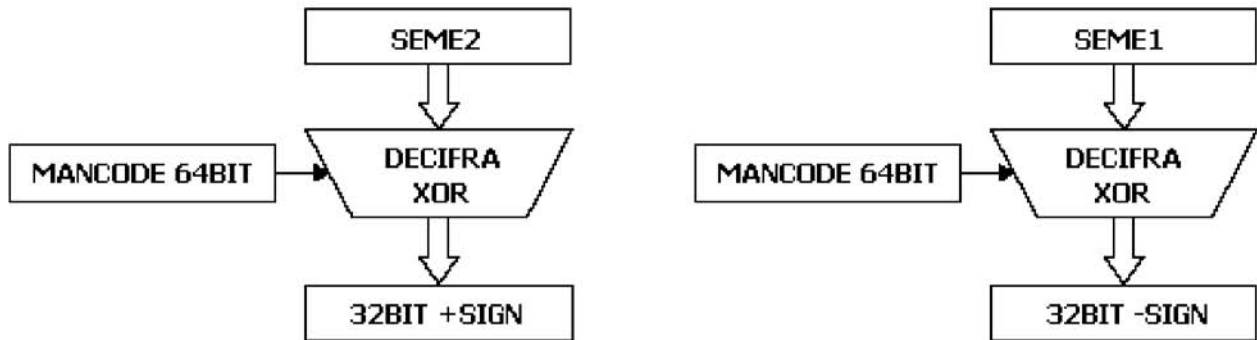 SEME2
MANCODE 64BIT
DECIFRA
XOR
32BIT +SIGN
SEME1
MANCODE 64BIT
DECIFRA
XOR
32BIT -SIGN